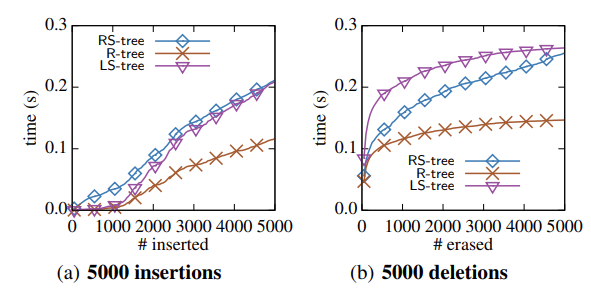 0.3
0.2
0.1
0.0
time (s)
RS-tree
R-tree
LS-tree
0 1000 2000 3000 4000 5000
# inserted
(a) 5000 insertions
0.3
0.2
0.1
0.0
time (s)
RS-tree
R-tree
LS-tree
0 1000 2000 3000 4000 5000
# erased
(b) 5000 deletions